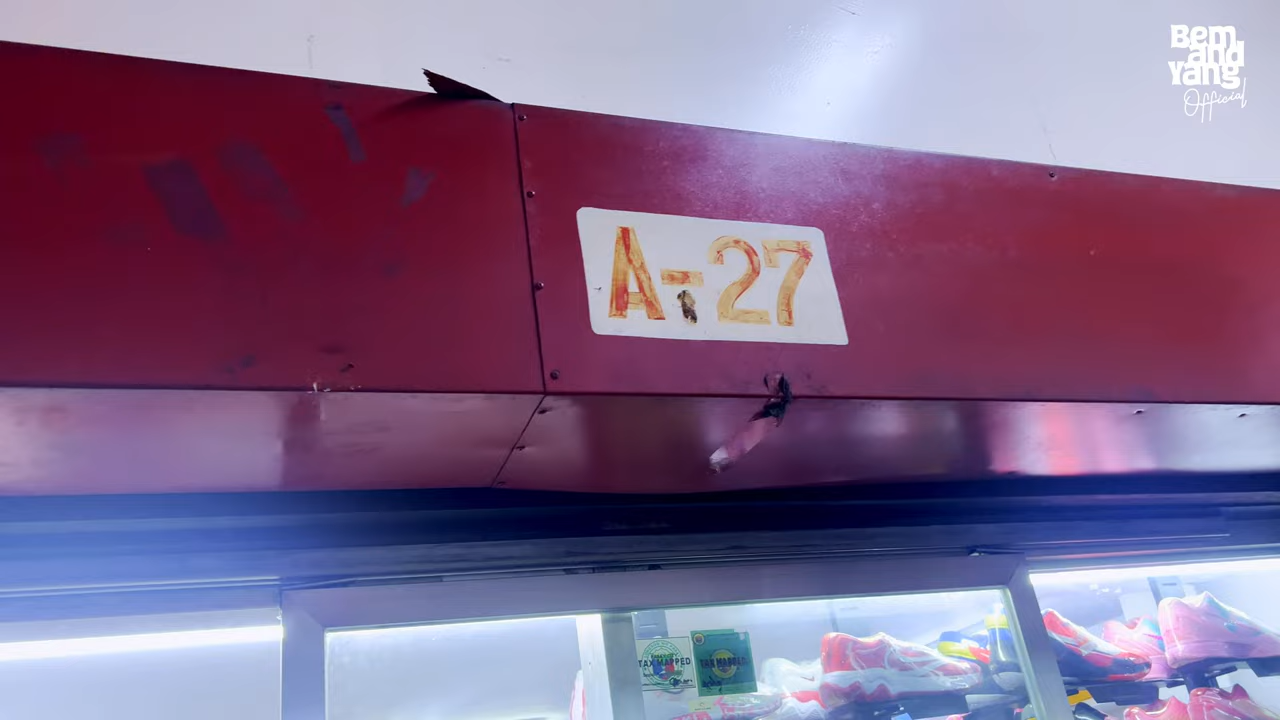 Bem
and
Yang
Official
A-27
TAX MAPPED
TAX MAPPED